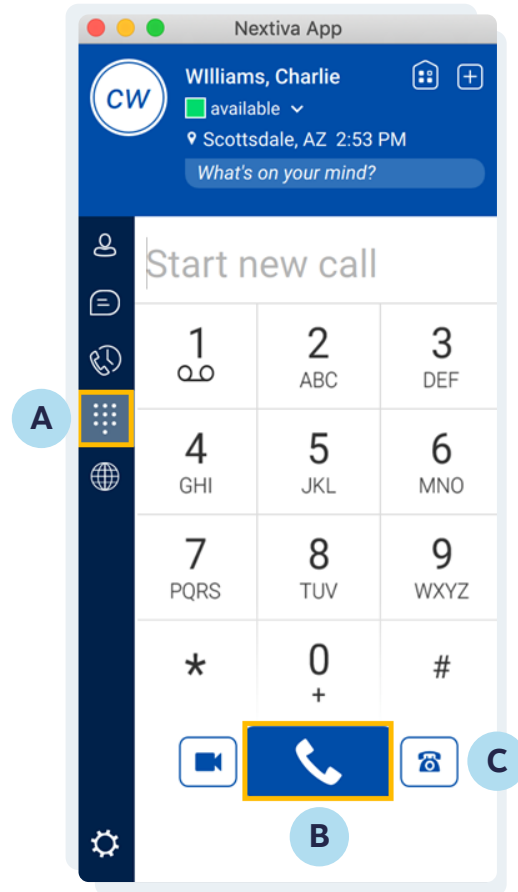 Nextiva App
CW
WIlliams, Charlie
available
Scottsdale, AZ 2:53 PM
What's on your mind?
Start new call
1 2 3
ABC DEF
A
4 5 6
GHI JKL MNO
7 8 9
PQRS TUV WXYZ
* 0 #
+
C
B